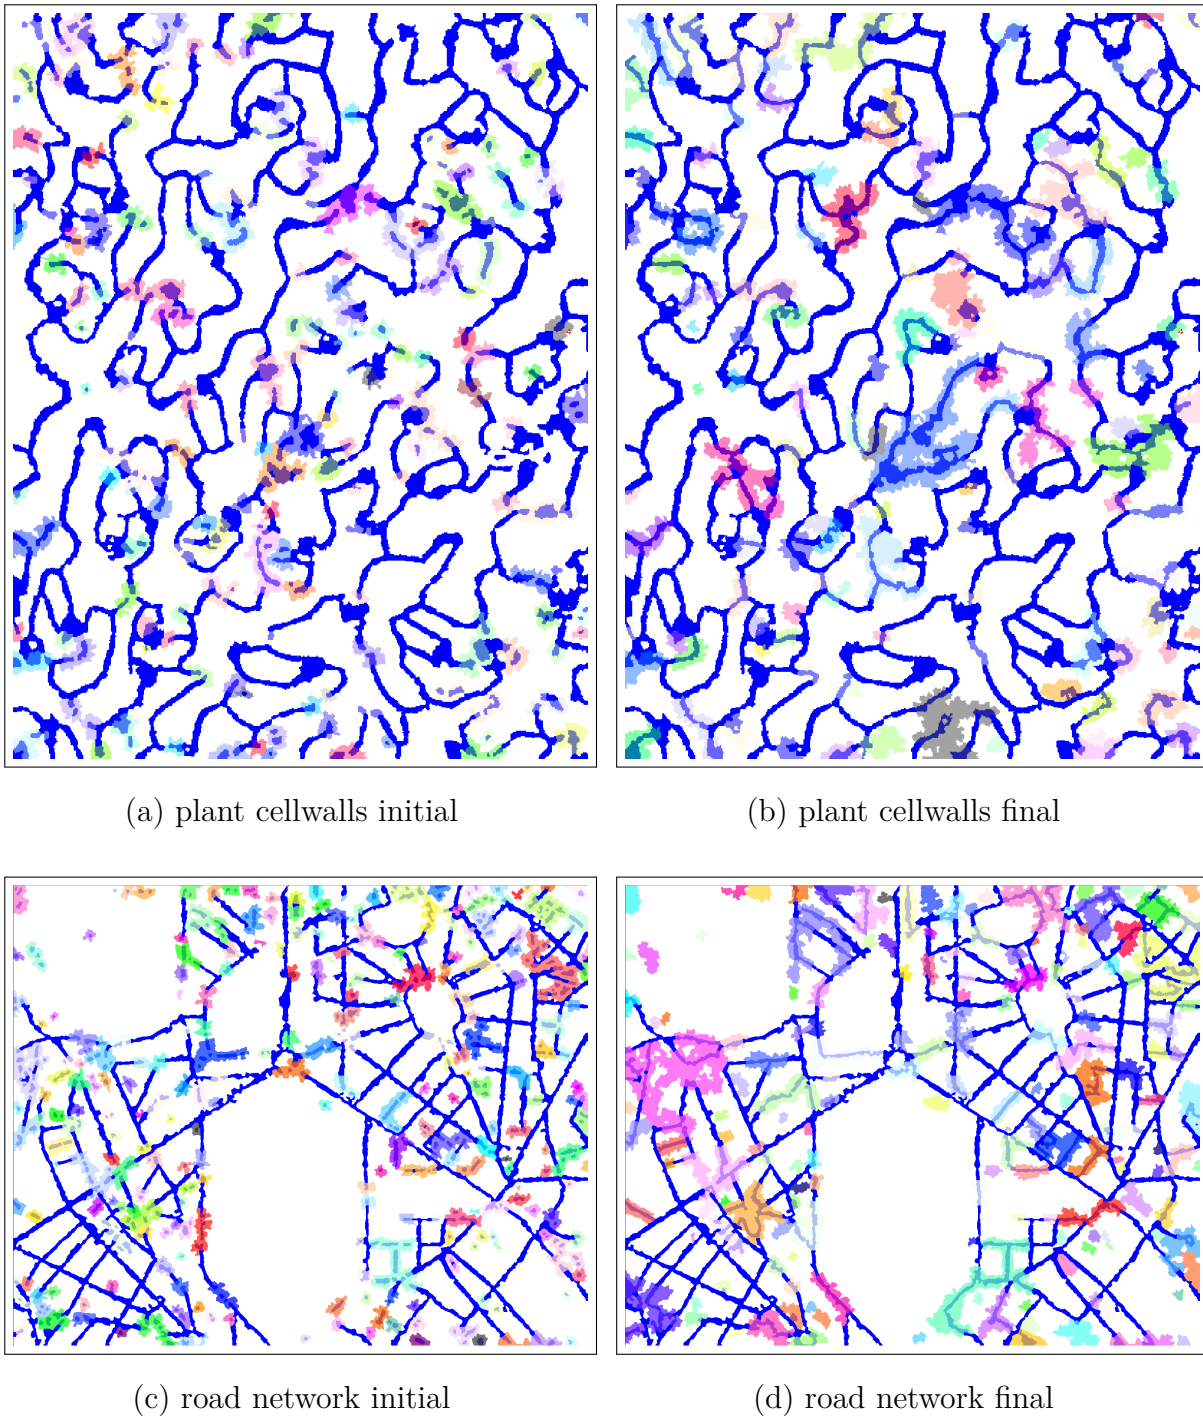 (a) plant cellwalls initial
(b) plant cellwalls final
(c) road network initial
(d) road network final